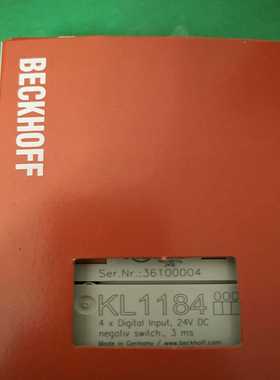 BECKHOFF
Ser.Nr.:36100004
KL1184
4 x Digital Input, 24V DC
negativ switch., 3 ms
Made in Germany / www.beckhoff.com